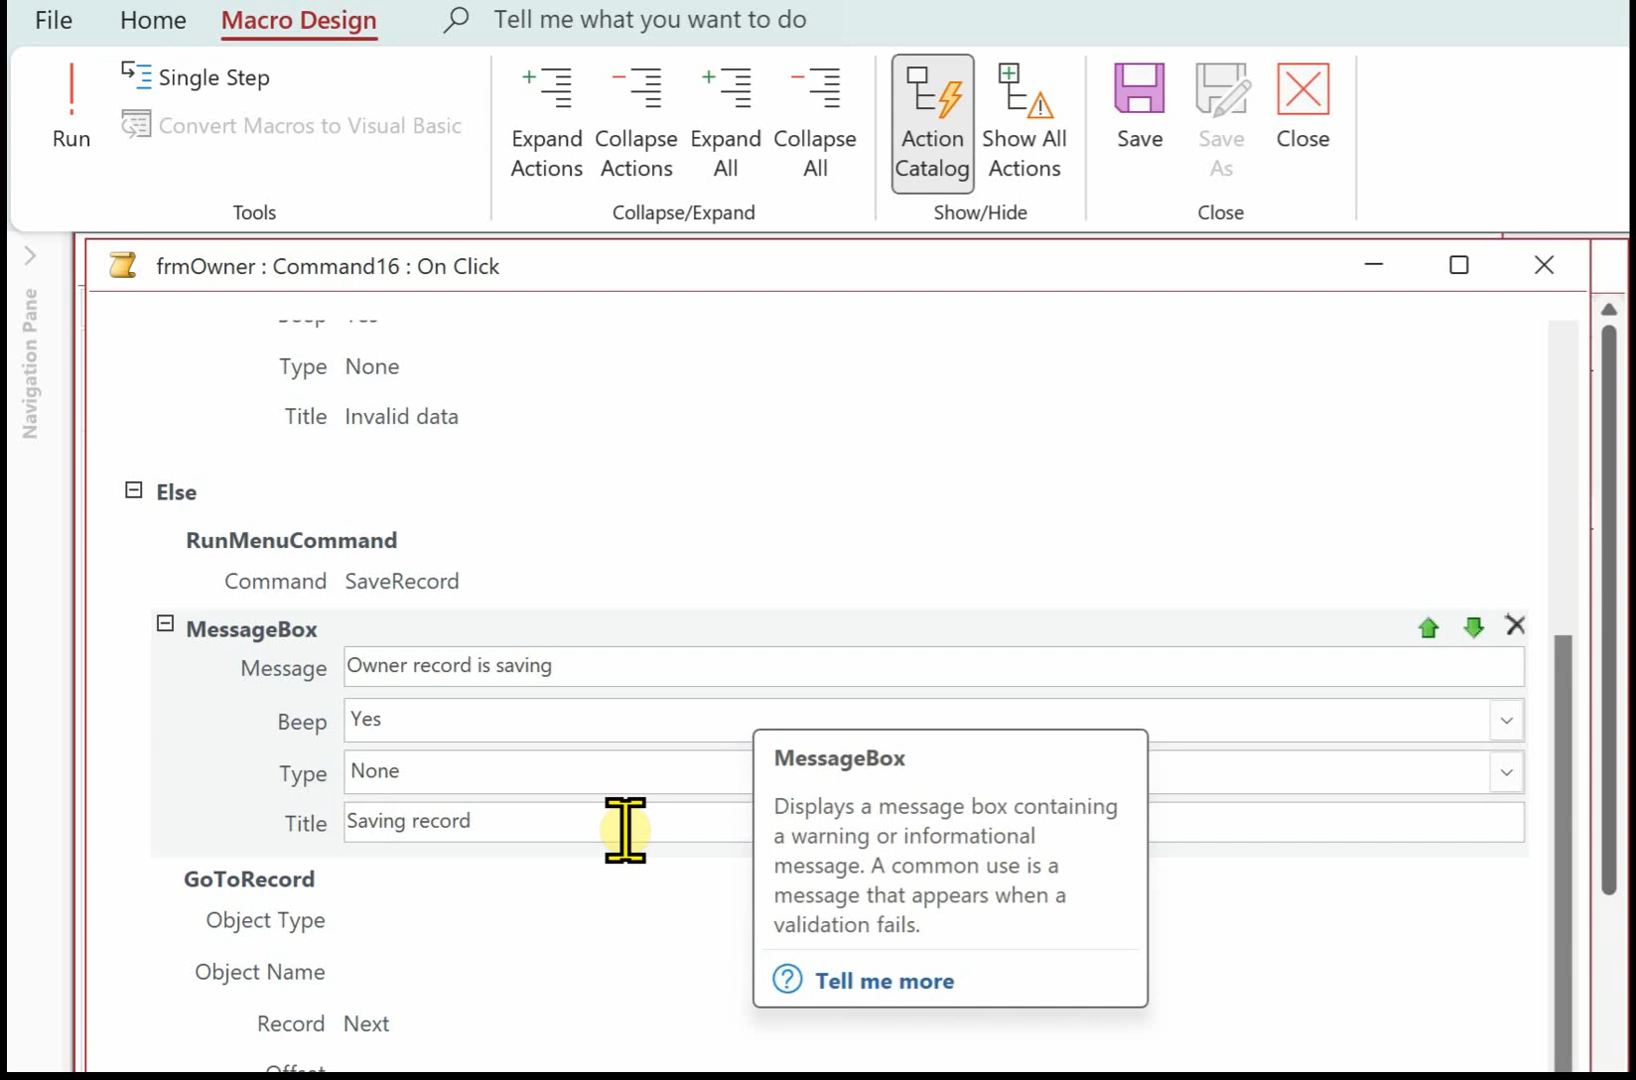 File Home Macro Design Tell me what you want to do
Run
Single Step
Convert Macros to Visual Basic
Tools
Expand Actions
Collapse Actions
Expand All
Collapse All
Collapse/Expand
Action Catalog
Show All Actions
Show/Hide
Save
Save As
Close
Close
Navigation Pane
frmOwner : Command16 : On Click
Type None
Title Invalid data
Else
RunMenuCommand
Command SaveRecord
MessageBox
Message Owner record is saving
Beep Yes
Type None
Title Saving record
MessageBox
Displays a message box containing
a warning or informational
message. A common use is a
message that appears when a
validation fails.
Tell me more
GoToRecord
Object Type
Object Name
Record Next